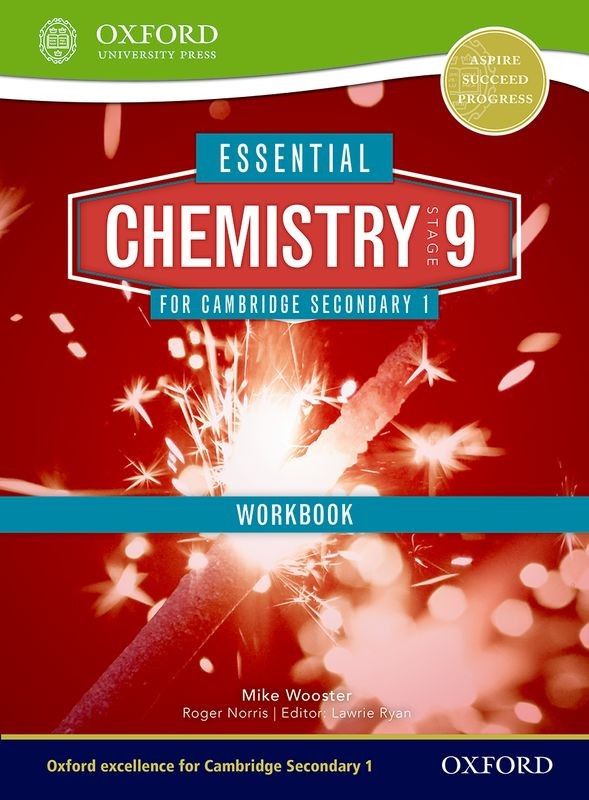 OXFORD
UNIVERSITY PRESS
ASPIRE
SUCCEED
PROGRESS
ESSENTIAL
CHEMISTRY STAGE 9
FOR CAMBRIDGE SECONDARY 1
WORKBOOK
Mike Wooster
Roger Norris | Editor: Lawrie Ryan
Oxford excellence for Cambridge Secondary 1
OXFORD